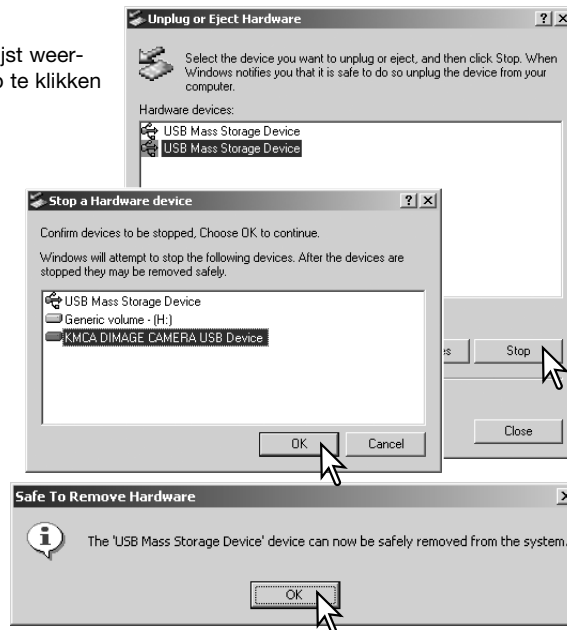 ijst weer-
te klikken
Unplug or Eject Hardware
Select the device you want to unplug or eject, and then click Stop. When
Windows notifies you that it is safe to do so unplug the device from your
computer.
Hardware devices:
USB Mass Storage Device
USB Mass Storage Device
Stop a Hardware device
Confirm devices to be stopped, Choose OK to continue.
Windows will attempt to stop the following devices. After the devices are
stopped they may be removed safely.
USB Mass Storage Device
Generic volume - (H:)
KMCA DIMAGE CAMERA USB Device
es Stop
OK Cancel
Close
Safe To Remove Hardware
The 'USB Mass Storage Device' device can now be safely removed from the system.
OK